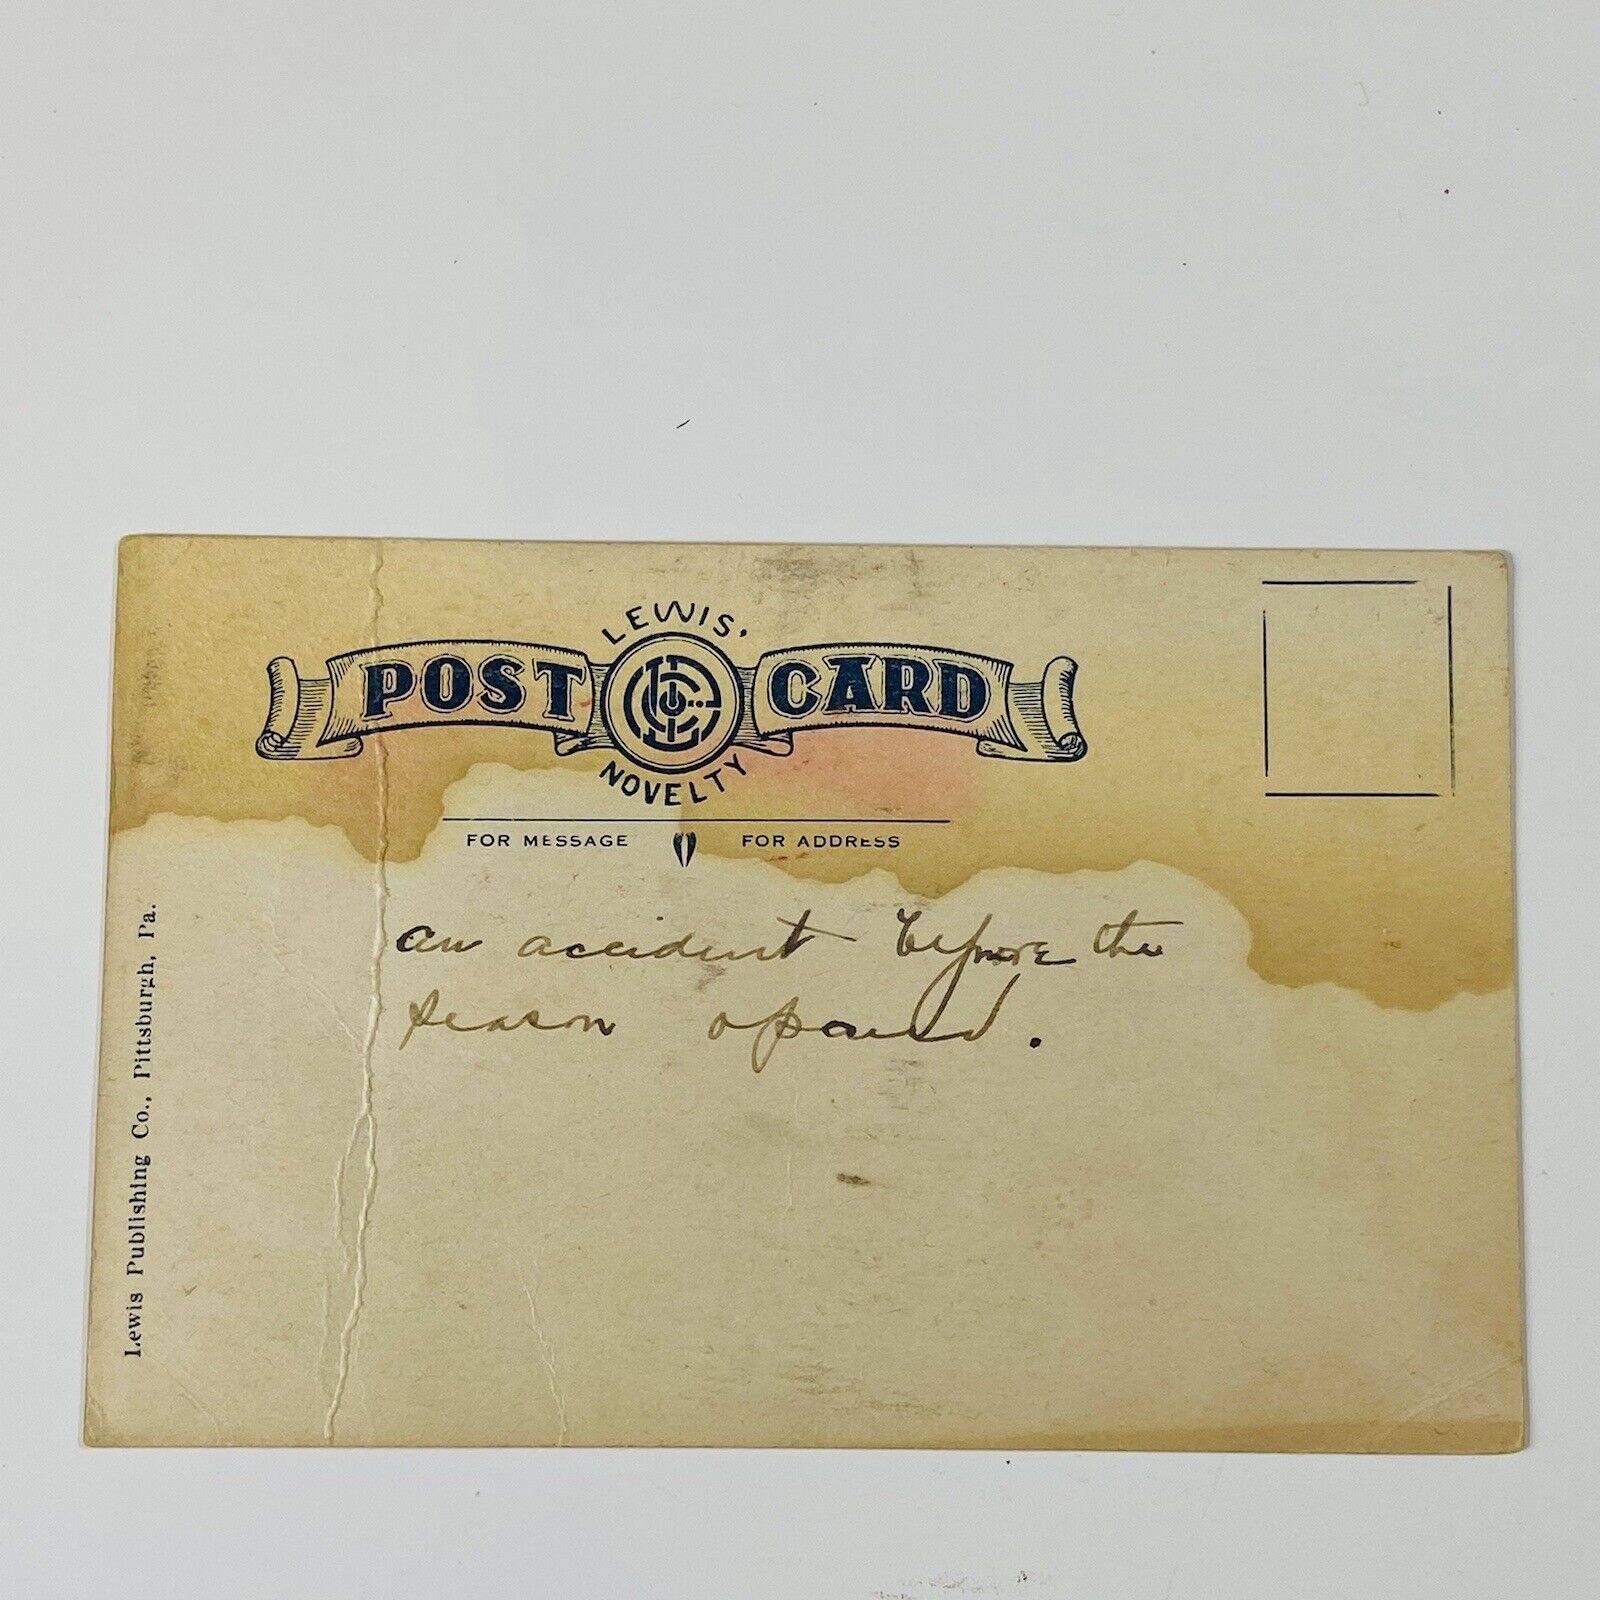 LEWIS'
POST CARD
NOVELTY
FOR MESSAGE FOR ADDRESS
an accident before the
season opened.
Lewis Publishing Co., Pittsburgh, Pa.